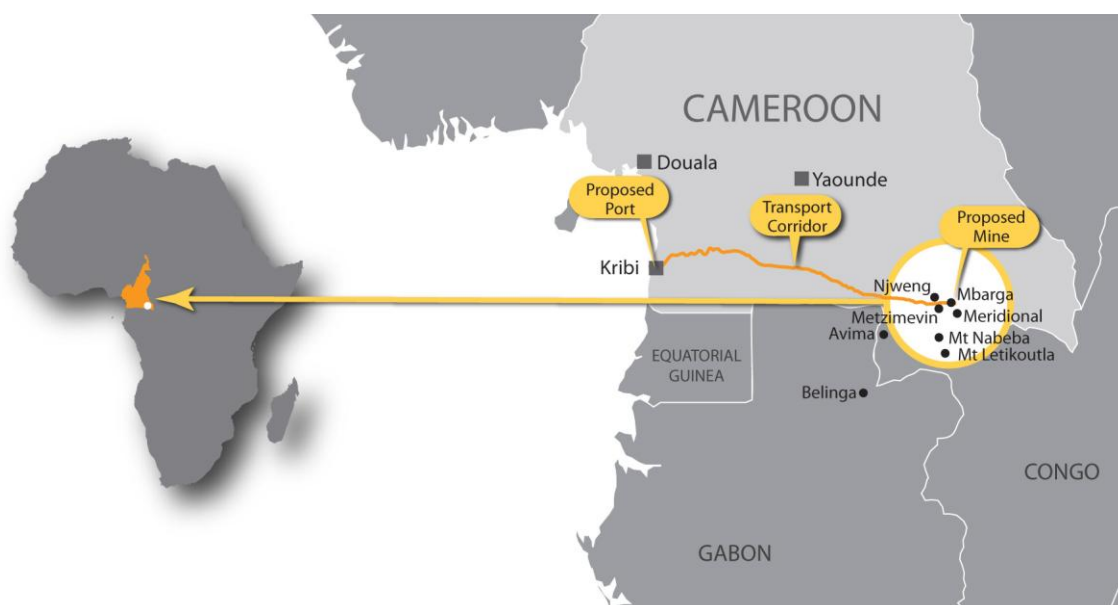 CAMEROON
Douala
Yaounde
Proposed
Port
Transport
Corridor
Proposed
Mine
Kribi
Njweng
Mbarga
Metzimevin
Meridional
Avima
Mt Nabeba
Mt Letikoutla
EQUATORIAL
GUINEA
Belinga
CONGO
GABON